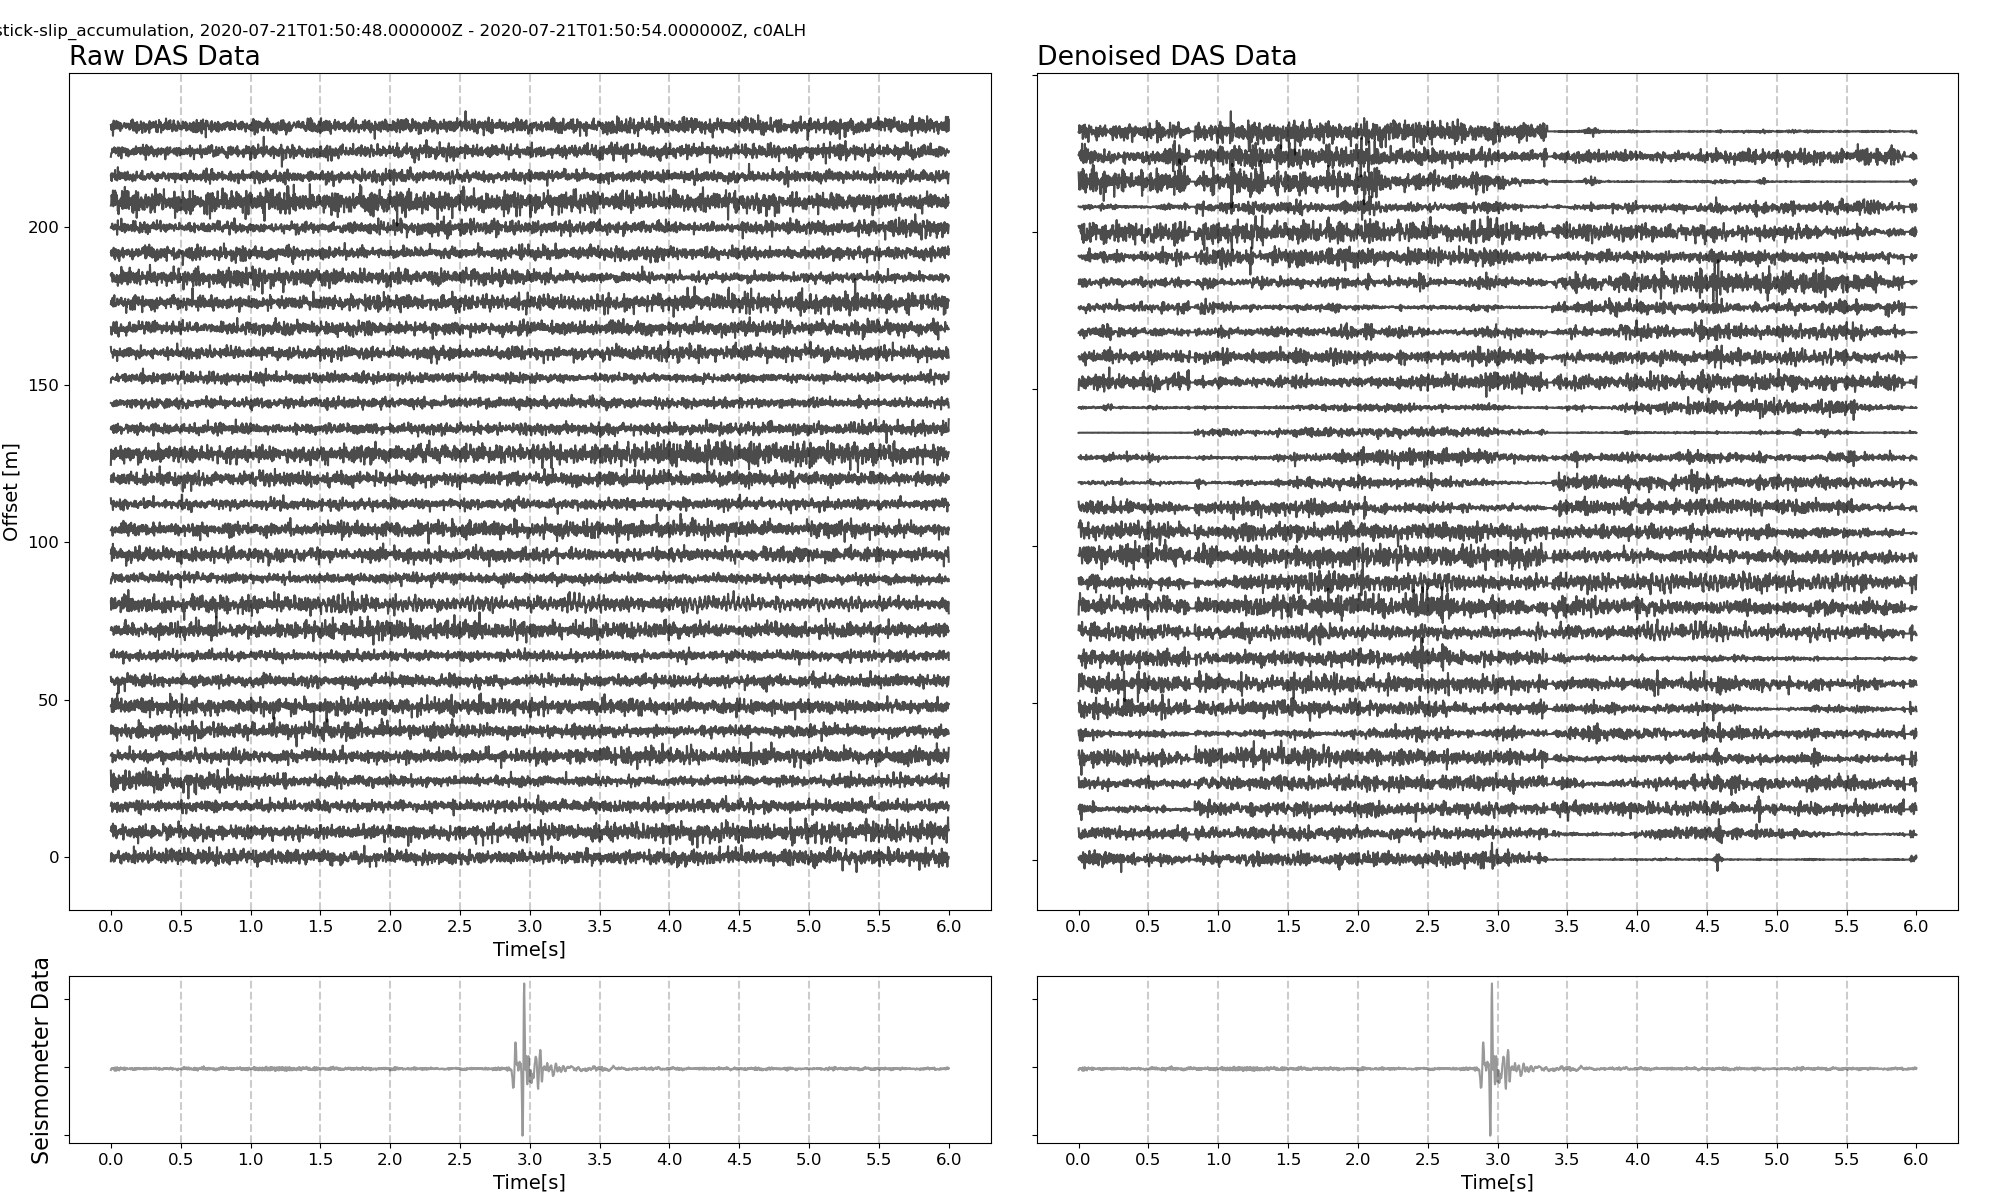 stick-slip_accumulation, 2020-07-21T01:50:48.000000Z - 2020-07-21T01:50:54.000000Z, c0ALH
Raw DAS Data
Denoised DAS Data
Offset [m]
200
150
100
50
0
0.0 0.5 1.0 1.5 2.0 2.5 3.0 3.5 4.0 4.5 5.0 5.5 6.0
Time[s]
0.0 0.5 1.0 1.5 2.0 2.5 3.0 3.5 4.0 4.5 5.0 5.5 6.0
Seismometer Data
0.0 0.5 1.0 1.5 2.0 2.5 3.0 3.5 4.0 4.5 5.0 5.5 6.0
Time[s]
0.0 0.5 1.0 1.5 2.0 2.5 3.0 3.5 4.0 4.5 5.0 5.5 6.0
Time[s]